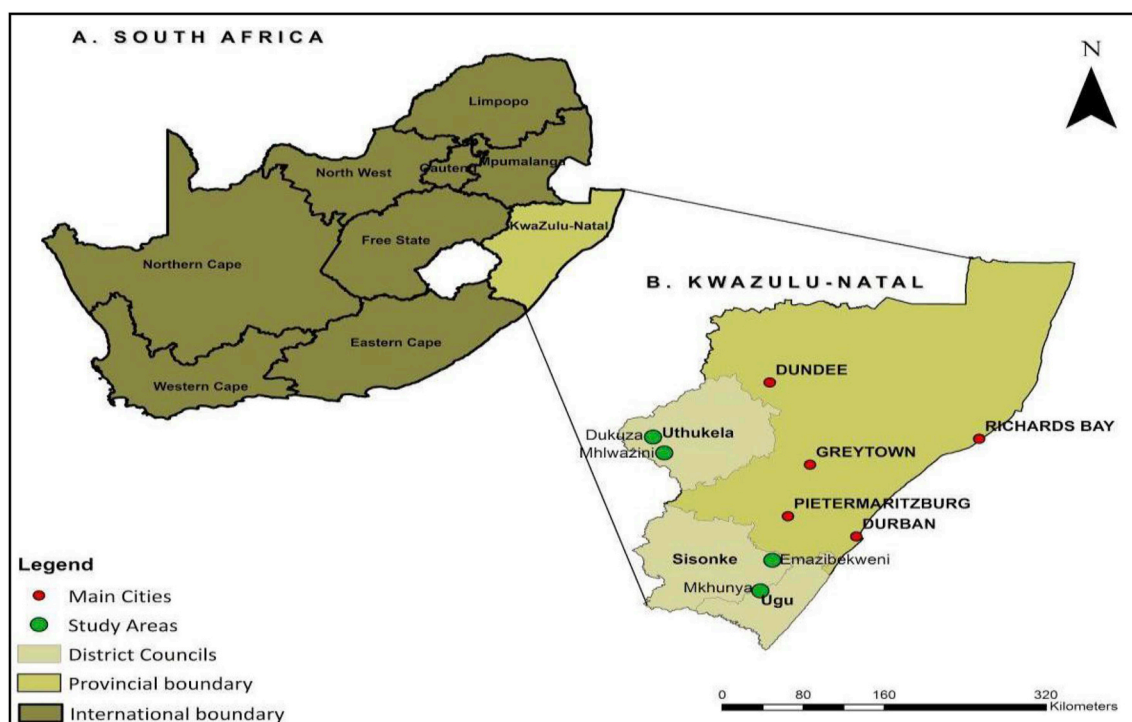 A. SOUTH AFRICA
N
Limpopo
North West
Gauteng
Mpumalanga
KwaZulu-Natal
Free State
Northern Cape
Eastern Cape
Western Cape
B. KWAZULU-NATAL
DUNDEE
Dukuza
Uthukela
Mhlwazini
RICHARDS BAY
GREYTOWN
PIETERMARITZBURG
DURBAN
Sisonke
Emazibekweni
Mkhunya
Ugu
Legend
Main Cities
Study Areas
District Councils
Provincial boundary
International boundary
0 80 160 320
Kilometers